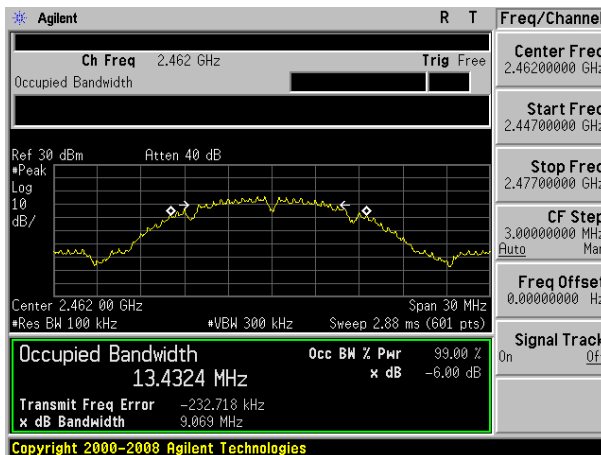 Agilent R T
Ch Freq 2.462 GHz Trig Free
Occupied Bandwidth
Ref 30 dBm Atten 40 dB
#Peak
Log
10
dB/
Center 2.462 00 GHz Span 30 MHz
#Res BW 100 kHz #VBW 300 kHz Sweep 2.88 ms (601 pts)
Occupied Bandwidth Occ BW % Pwr 99.00 %
13.4324 MHz x dB -6.00 dB
Transmit Freq Error -232.718 kHz
x dB Bandwidth 9.069 MHz
Copyright 2000-2008 Agilent Technologies
Freq/Channel
Center Freq
2.46200000 GHz
Start Freq
2.44700000 GHz
Stop Freq
2.47700000 GHz
CF Step
3.00000000 MHz
Auto Man
Freq Offset
0.00000000 Hz
Signal Track
On Off